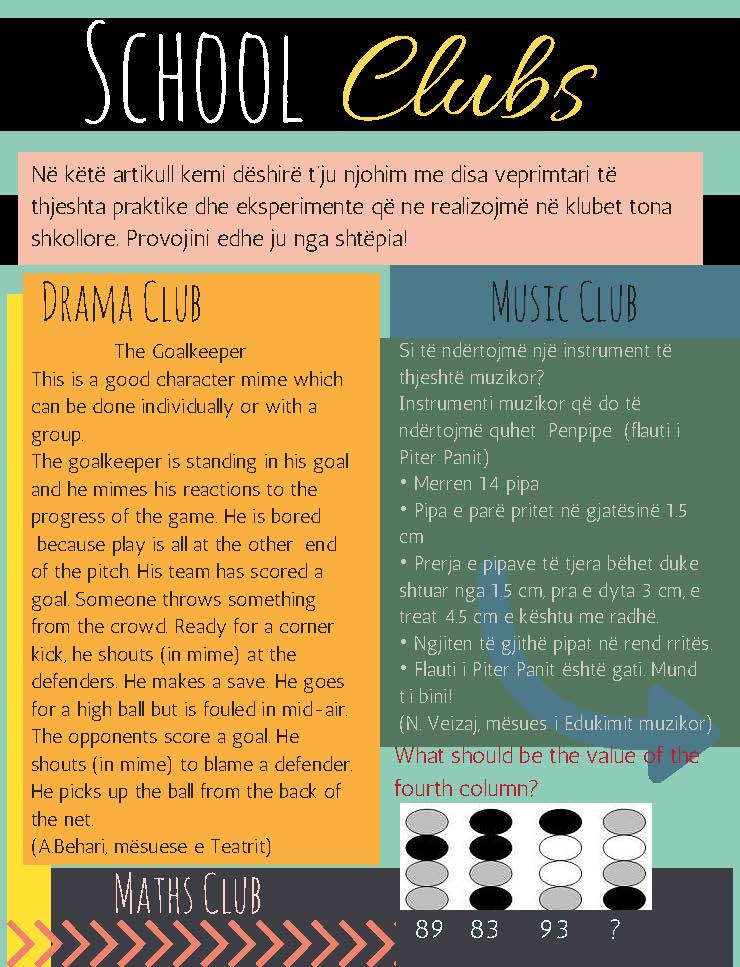 School Clubs
Në këtë artikull kemi dëshirë t'ju njohim me disa veprimtari të
thjeshta praktike dhe eksperimente që ne realizojmë në klubet tona
shkollore. Provojini edhe ju nga shtëpia!
Drama Club
The Goalkeeper
This is a good character mime which
can be done individually or with a
group.
The goalkeeper is standing in his goal
and he mimes his reactions to the
progress of the game. He is bored
because play is all at the other end
of the pitch. His team has scored a
goal. Someone throws something
from the crowd. Ready for a corner
kick, he shouts (in mime) at the
defenders. He makes a save. He goes
for a high ball but is fouled in mid-air.
The opponents score a goal. He
shouts (in mime) to blame a defender.
He picks up the ball from the back of
the net.
(A.Behari, mësuese e Teatrit)
Music Club
Si të ndërtojmë një instrument të
thjeshtë muzikor?
Instrumenti muzikor që do të
ndërtojmë quhet Penpipe (flauti i
Piter Panit)
• Merren 14 pipa
• Pipa e parë pritet në gjatësinë 1.5
cm
• Prerja e pipave të tjera bëhet duke
shtuar nga 1.5 cm, pra e dyta 3 cm, e
treat 4.5 cm e kështu me radhë.
• Ngjiten të gjithë pipat në rend rritës.
• Flauti i Piter Panit është gati. Mund
t i bini!
(N. Veizaj, mësues i Edukimit muzikor)
Maths Club
What should be the value of the
fourth column?
89 83 93 ?